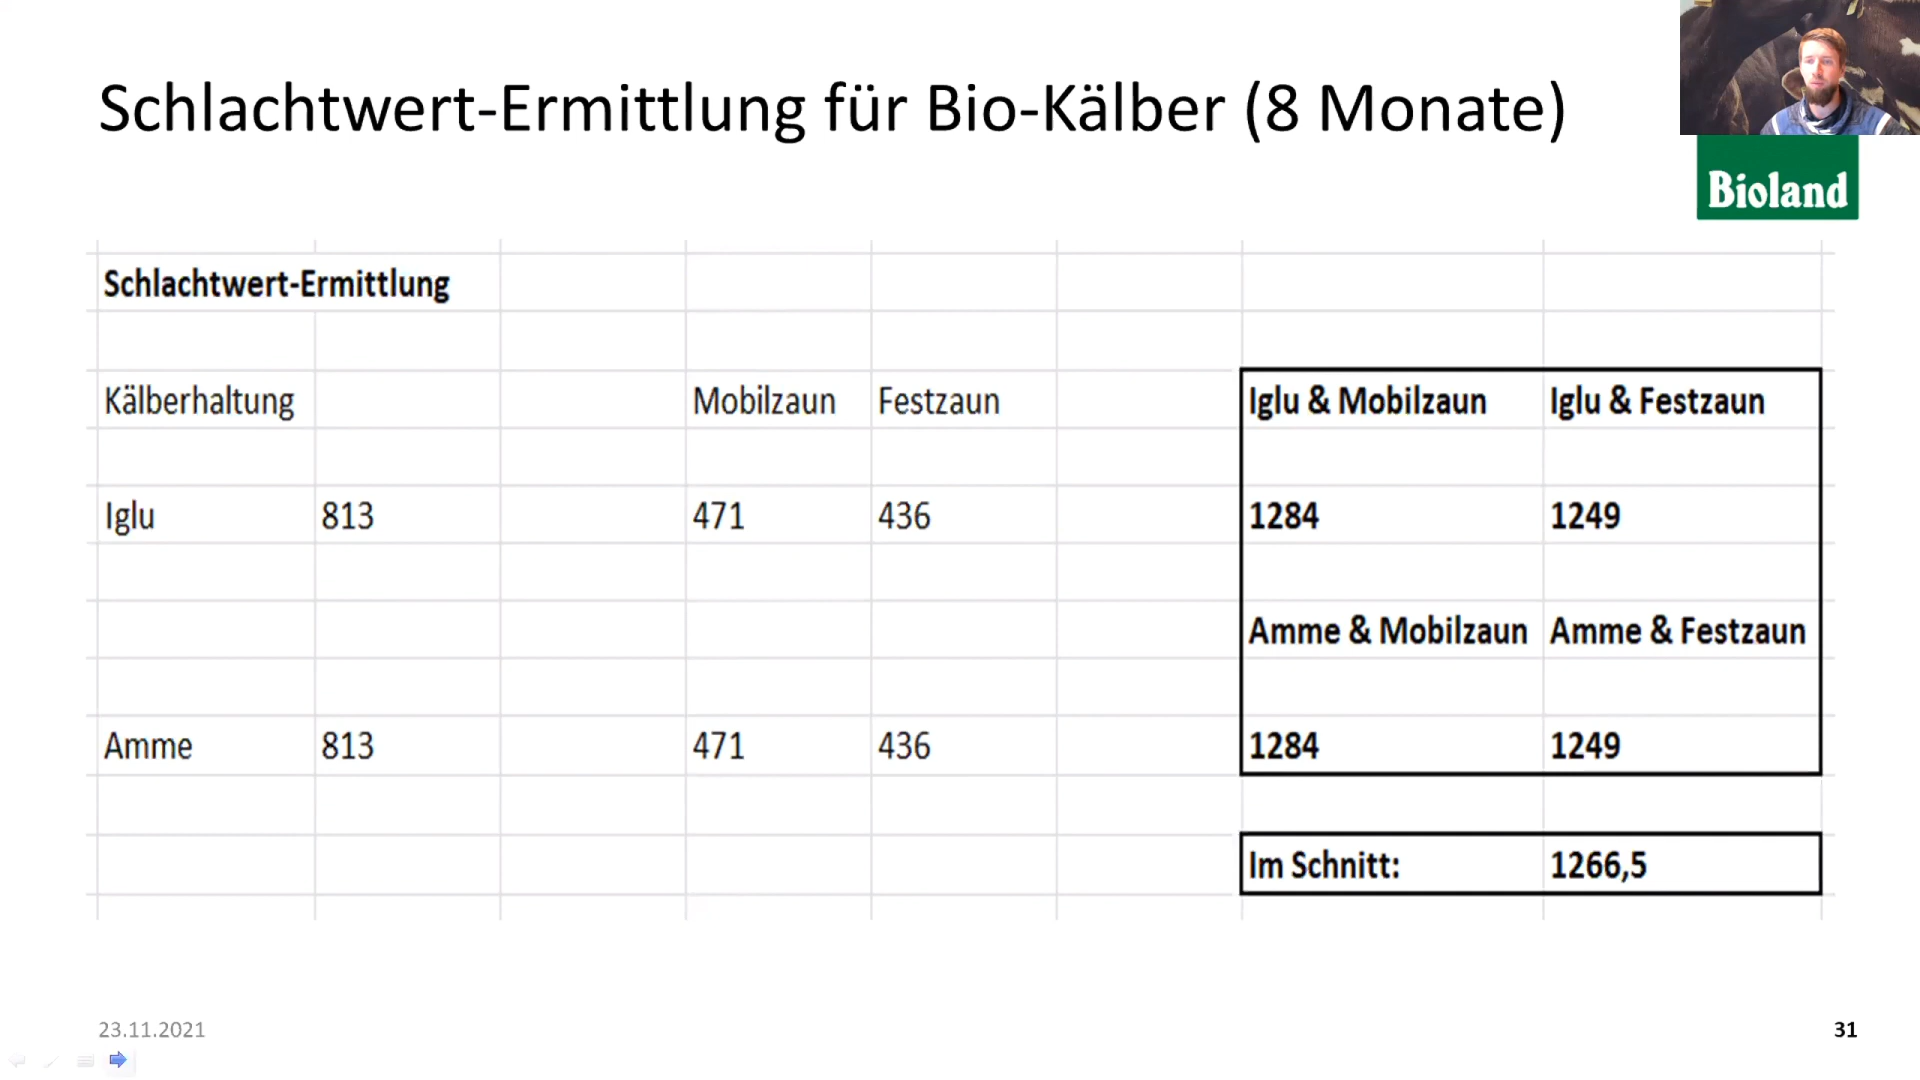 Schlachtwert-Ermittlung für Bio-Kälber (8 Monate)
Bioland
Schlachtwert-Ermittlung
Kälberhaltung Mobilzaun Festzaun Iglu & Mobilzaun Iglu & Festzaun
Iglu 813 471 436 1284 1249
Amme & Mobilzaun Amme & Festzaun
Amme 813 471 436 1284 1249
Im Schnitt: 1266,5
23.11.2021
31